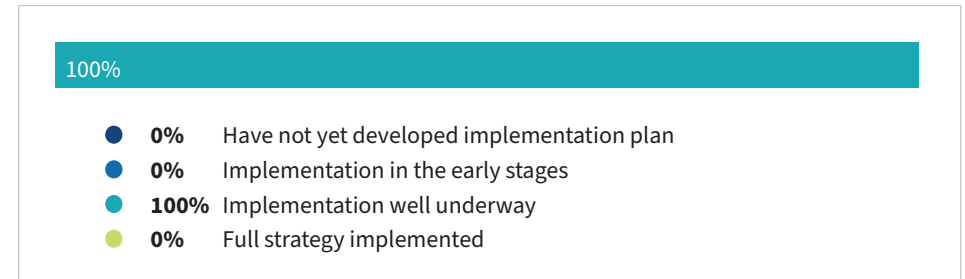 100%
0% Have not yet developed implementation plan
0% Implementation in the early stages
100% Implementation well underway
0% Full strategy implemented